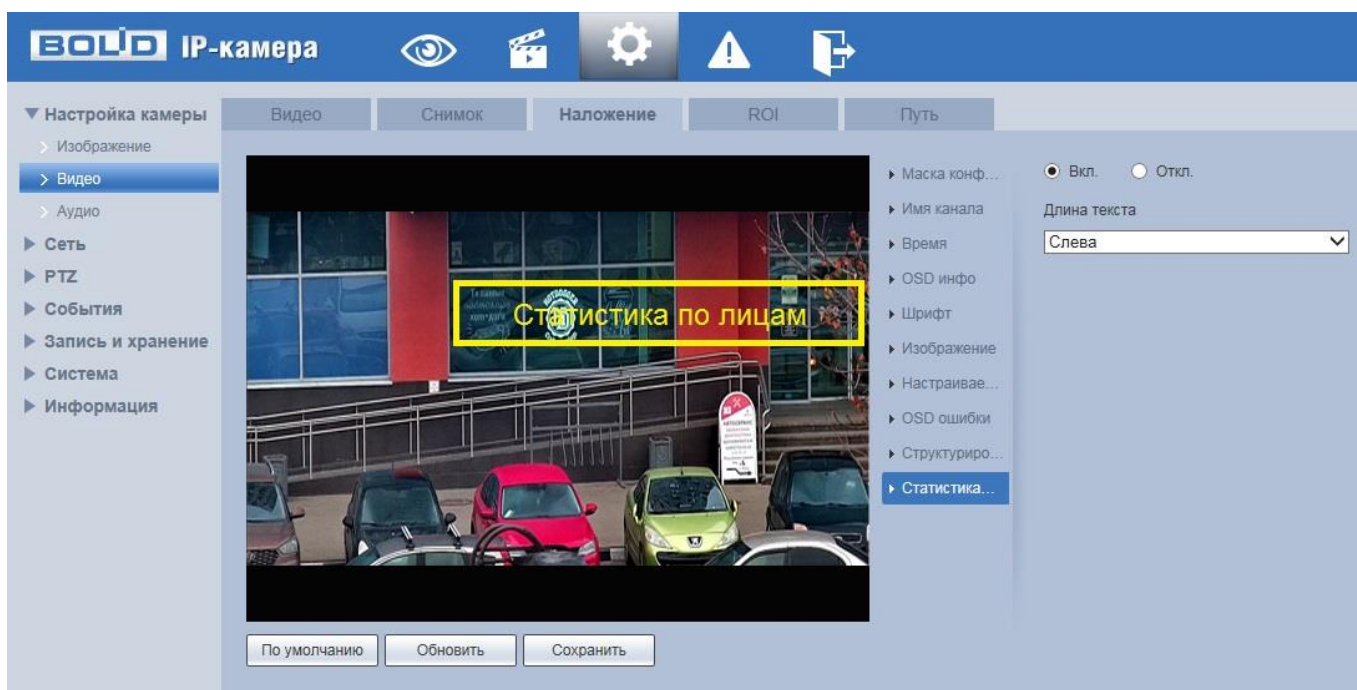 BOLID IP-камера
Настройка камеры
Изображение
Видео
Аудио
Сеть
PTZ
События
Запись и хранение
Система
Информация
Видео Снимок Наложение ROI Путь
Статистика по лицам
АВТОСЕРВИС
По умолчанию Обновить Сохранить
Маска конф...
Имя канала
Время
OSD инфо
Шрифт
Изображение
Настраивае...
OSD ошибки
Структуриро...
Статистика...
Вкл. Откл.
Длина текста
Слева